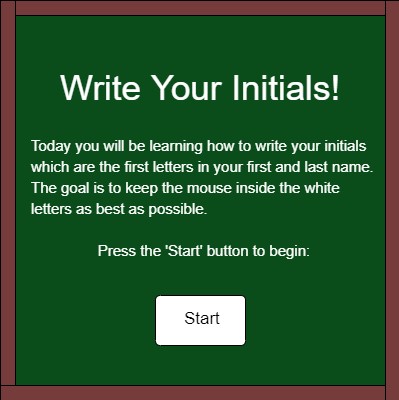 Write Your Initials!
Today you will be learning how to write your initials
which are the first letters in your first and last name.
The goal is to keep the mouse inside the white
letters as best as possible.
Press the 'Start' button to begin:
Start